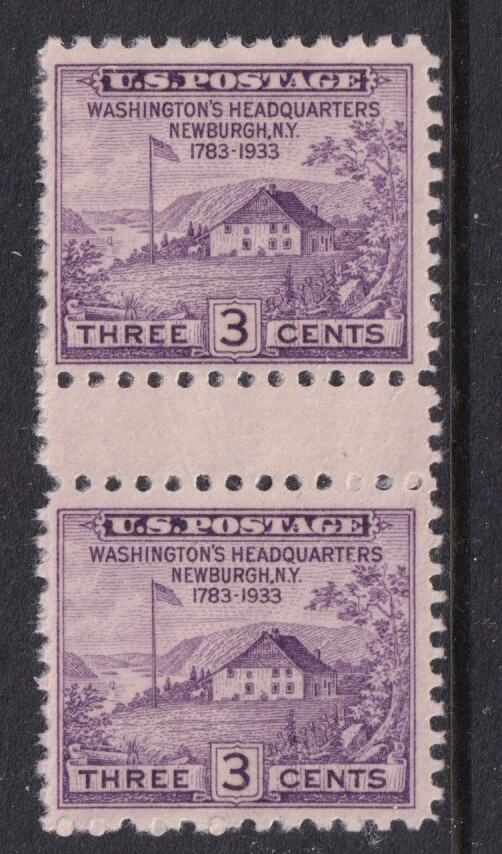 U.S. POSTAGE
WASHINGTON'S HEADQUARTERS
NEWBURGH, N.Y.
1783-1933
THREE 3 CENTS
U.S. POSTAGE
WASHINGTON'S HEADQUARTERS
NEWBURGH, N.Y.
1783-1933
THREE 3 CENTS